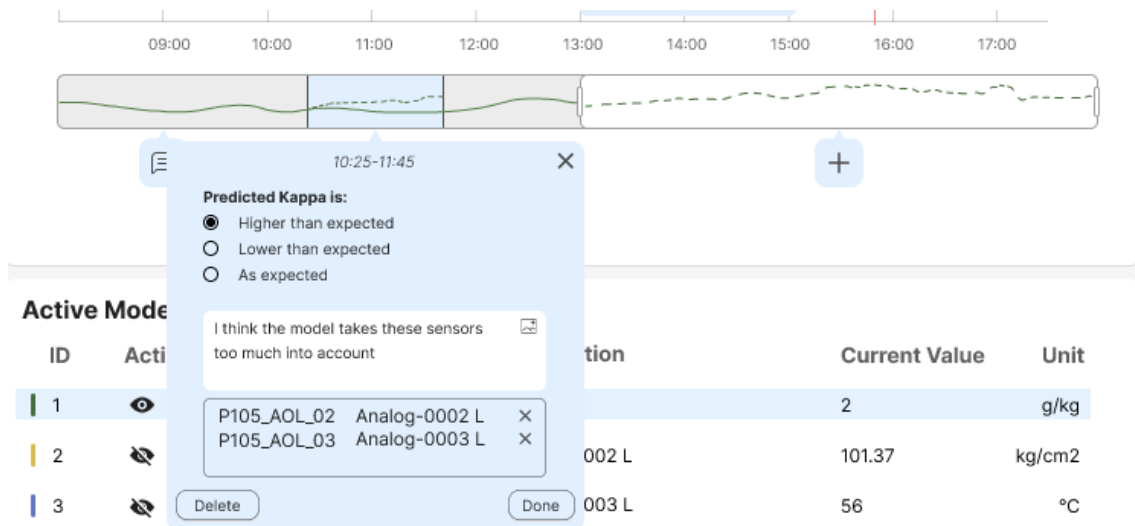 09:00 10:00 11:00 12:00 13:00 14:00 15:00 16:00 17:00
10:25-11:45
Predicted Kappa is:
Higher than expected
Lower than expected
As expected
I think the model takes these sensors
too much into account
P105_AOL_02 Analog-0002 L
P105_AOL_03 Analog-0003 L
Delete Done
Active Mode
ID Acti tion Current Value Unit
1 2 g/kg
2 002 L 101.37 kg/cm2
3 003 L 56 °C